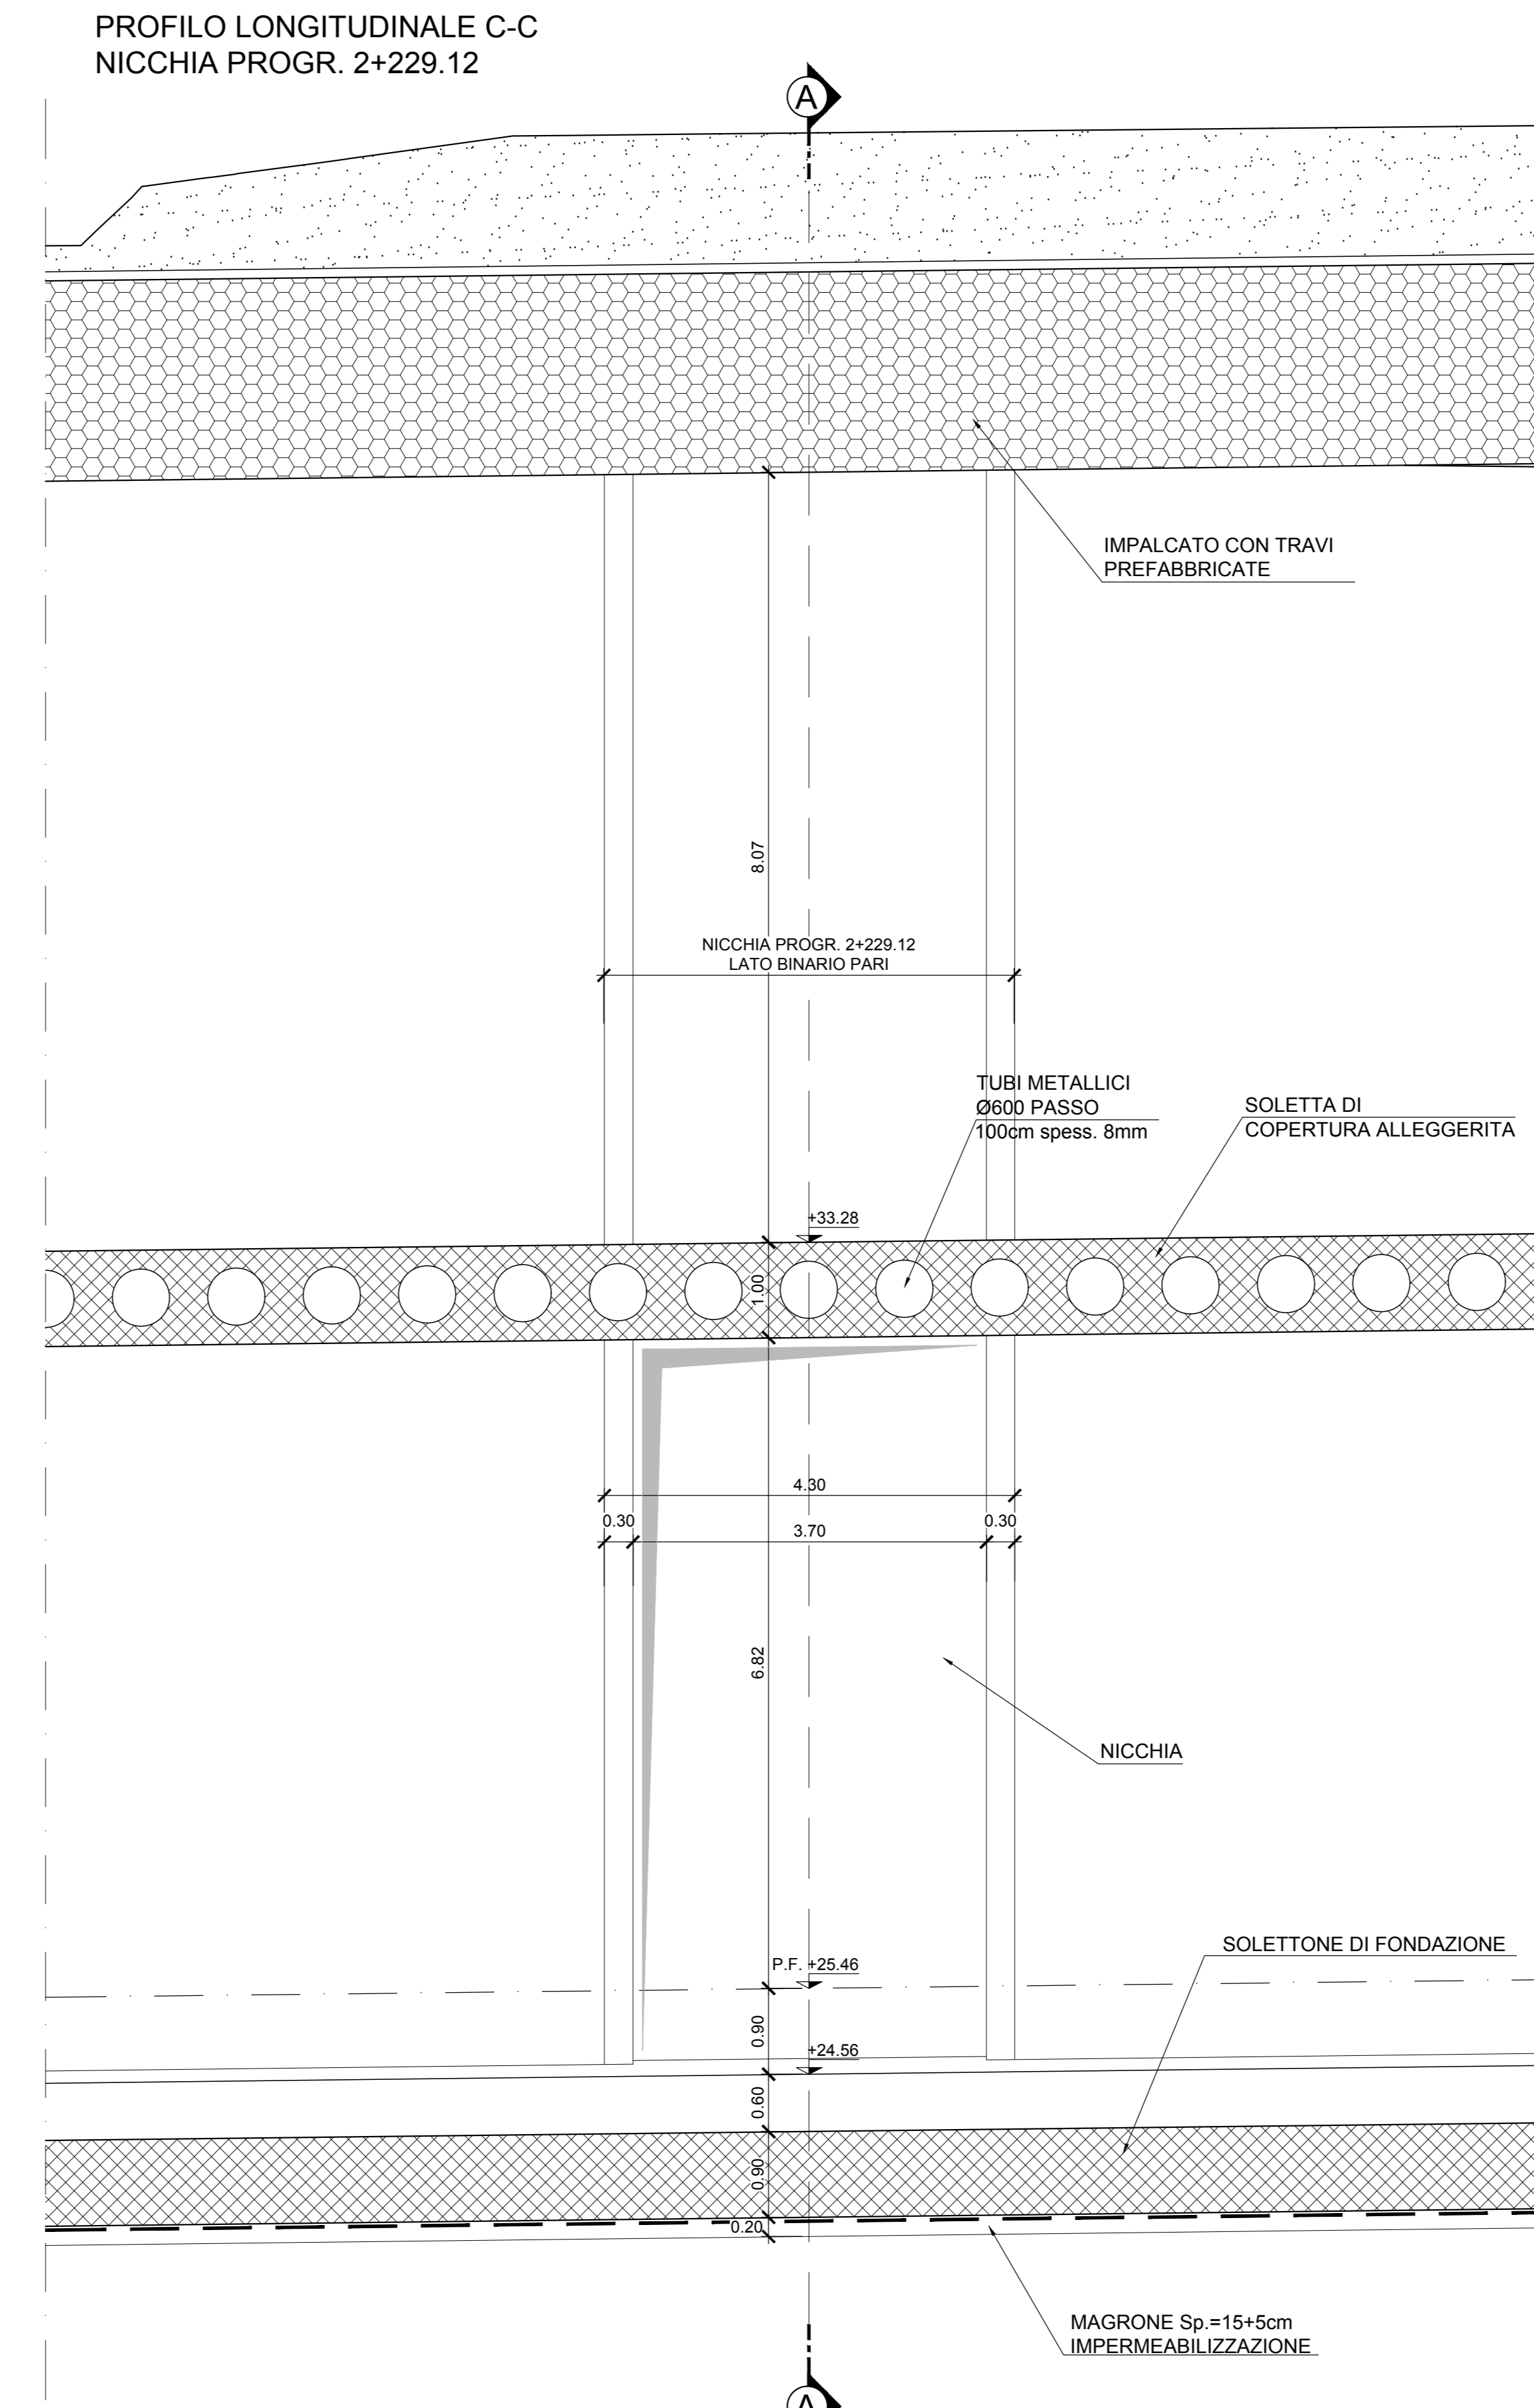 PROFILO LONGITUDINALE C-C
NICCHIA PROGR. 2+229.12
A
IMPALCATO CON TRAVI
PREFABBRICATE
8.07
NICCHIA PROGR. 2+229.12
LATO BINARIO PARI
TUBI METALLICI
Ø600 PASSO
100cm spess. 8mm
SOLETTA DI
COPERTURA ALLEGGERITA
+33.28
1.00
4.30
0.30
3.70
0.30
6.82
NICCHIA
SOLETTONE DI FONDAZIONE
P.F. +25.46
0.90
+24.56
0.60
0.90
0.20
MAGRONE Sp.=15+5cm
IMPERMEABILIZZAZIONE
A